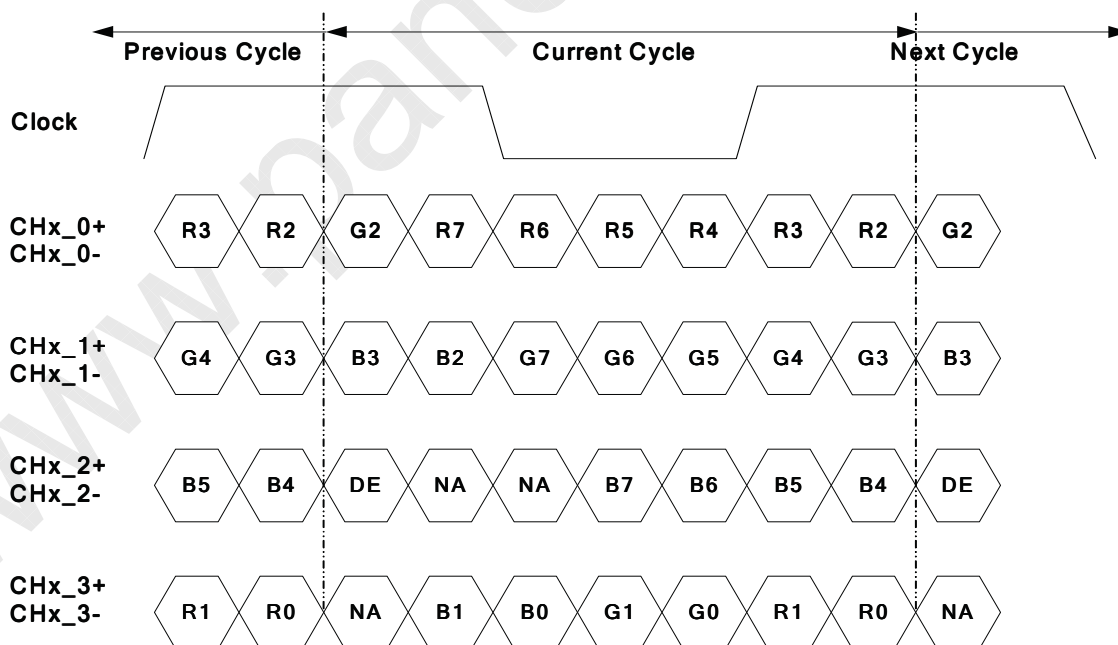 Previous Cycle Current Cycle Next Cycle
Clock
CHx_0+
CHx_0-
R3 R2 G2 R7 R6 R5 R4 R3 R2 G2
CHx_1+
CHx_1-
G4 G3 B3 B2 G7 G6 G5 G4 G3 B3
CHx_2+
CHx_2-
B5 B4 DE NA NA B7 B6 B5 B4 DE
CHx_3+
CHx_3-
R1 R0 NA B1 B0 G1 G0 R1 R0 NA